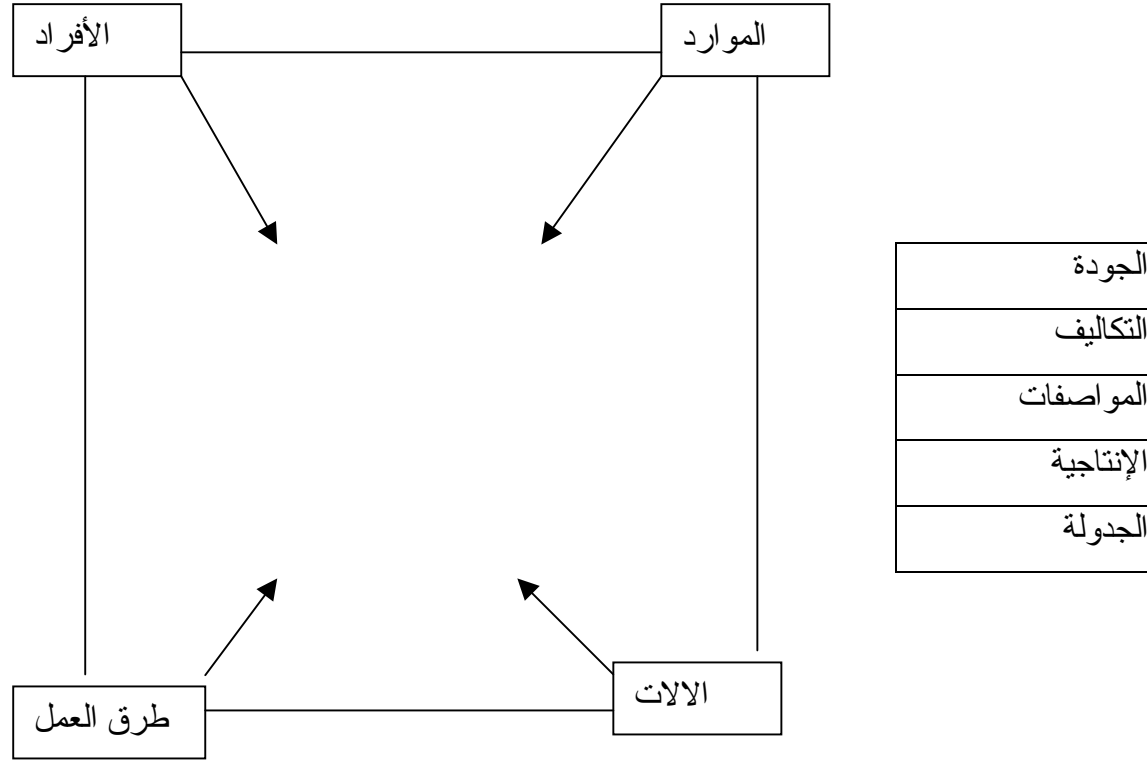 الموارد
الأفراد
الجودة
التكاليف
المواصفات
الإنتاجية
الجدولة
الالات
طرق العمل